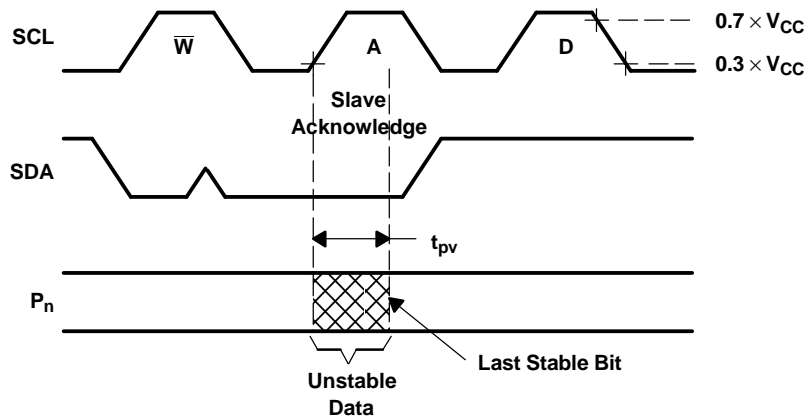 SCL
W̅
A
D
0.7 × VCC
0.3 × VCC
Slave
Acknowledge
SDA
tpv
Pn
Last Stable Bit
Unstable
Data